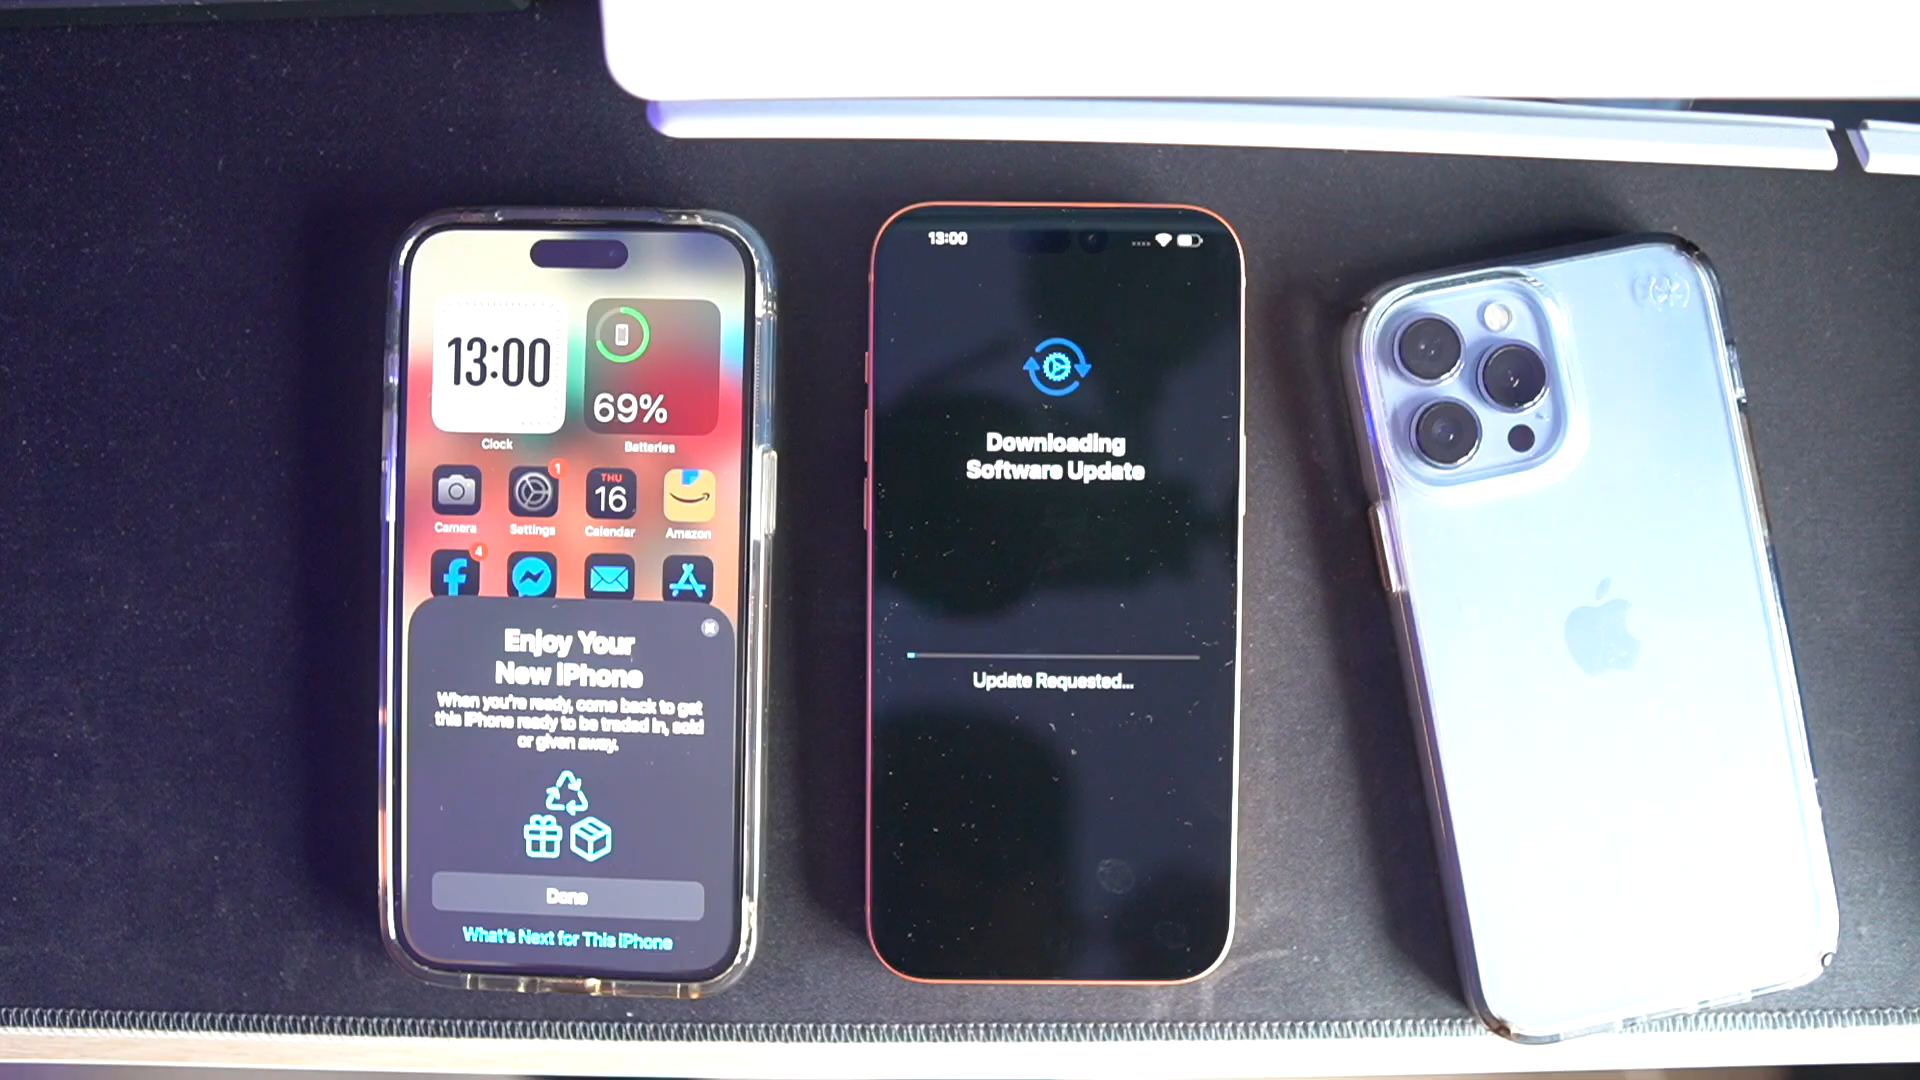 13:00
69%
Clock
Batteries
1
THU
16
Camera
Settings
Calendar
Amazon
4
Enjoy Your
New iPhone
When you're ready, come back to get
this iPhone ready to be traded in, sold
or given away.
Done
What's Next for This iPhone
13:00
Downloading
Software Update
Update Requested...